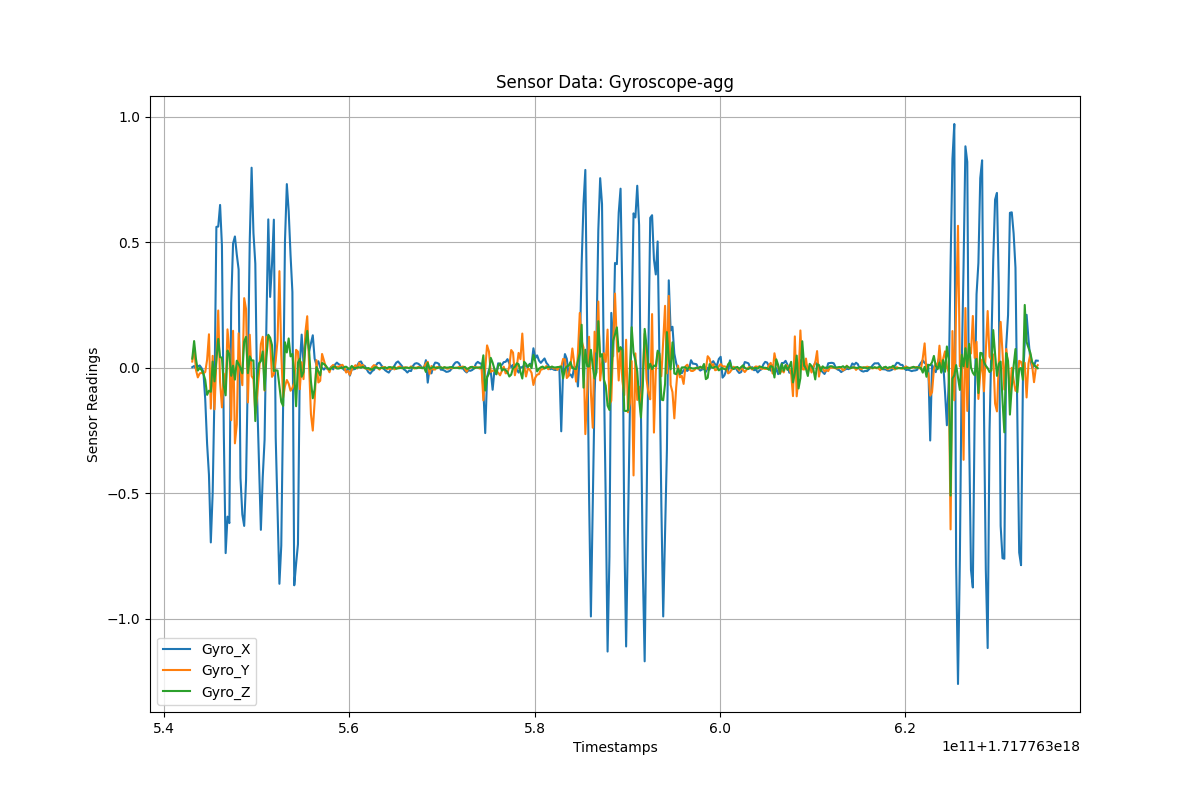 Sensor Data: Gyroscope-agg
1.0
0.5
0.0
−0.5
−1.0
Sensor Readings
Gyro_X
Gyro_Y
Gyro_Z
5.4 5.6 5.8 6.0 6.2
Timestamps
1e11+1.717763e18